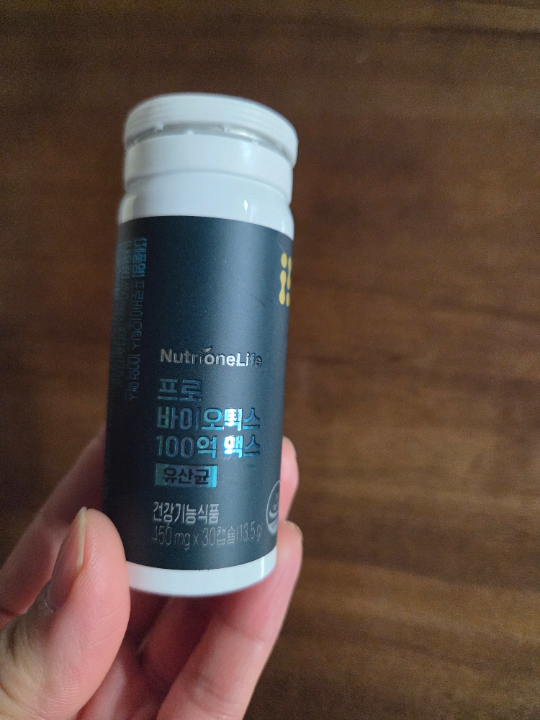 NutrioneLife
프로
바이오틱스
100억 맥스
유산균
건강기능식품
450 mg x 30캡슐(13.5 g)